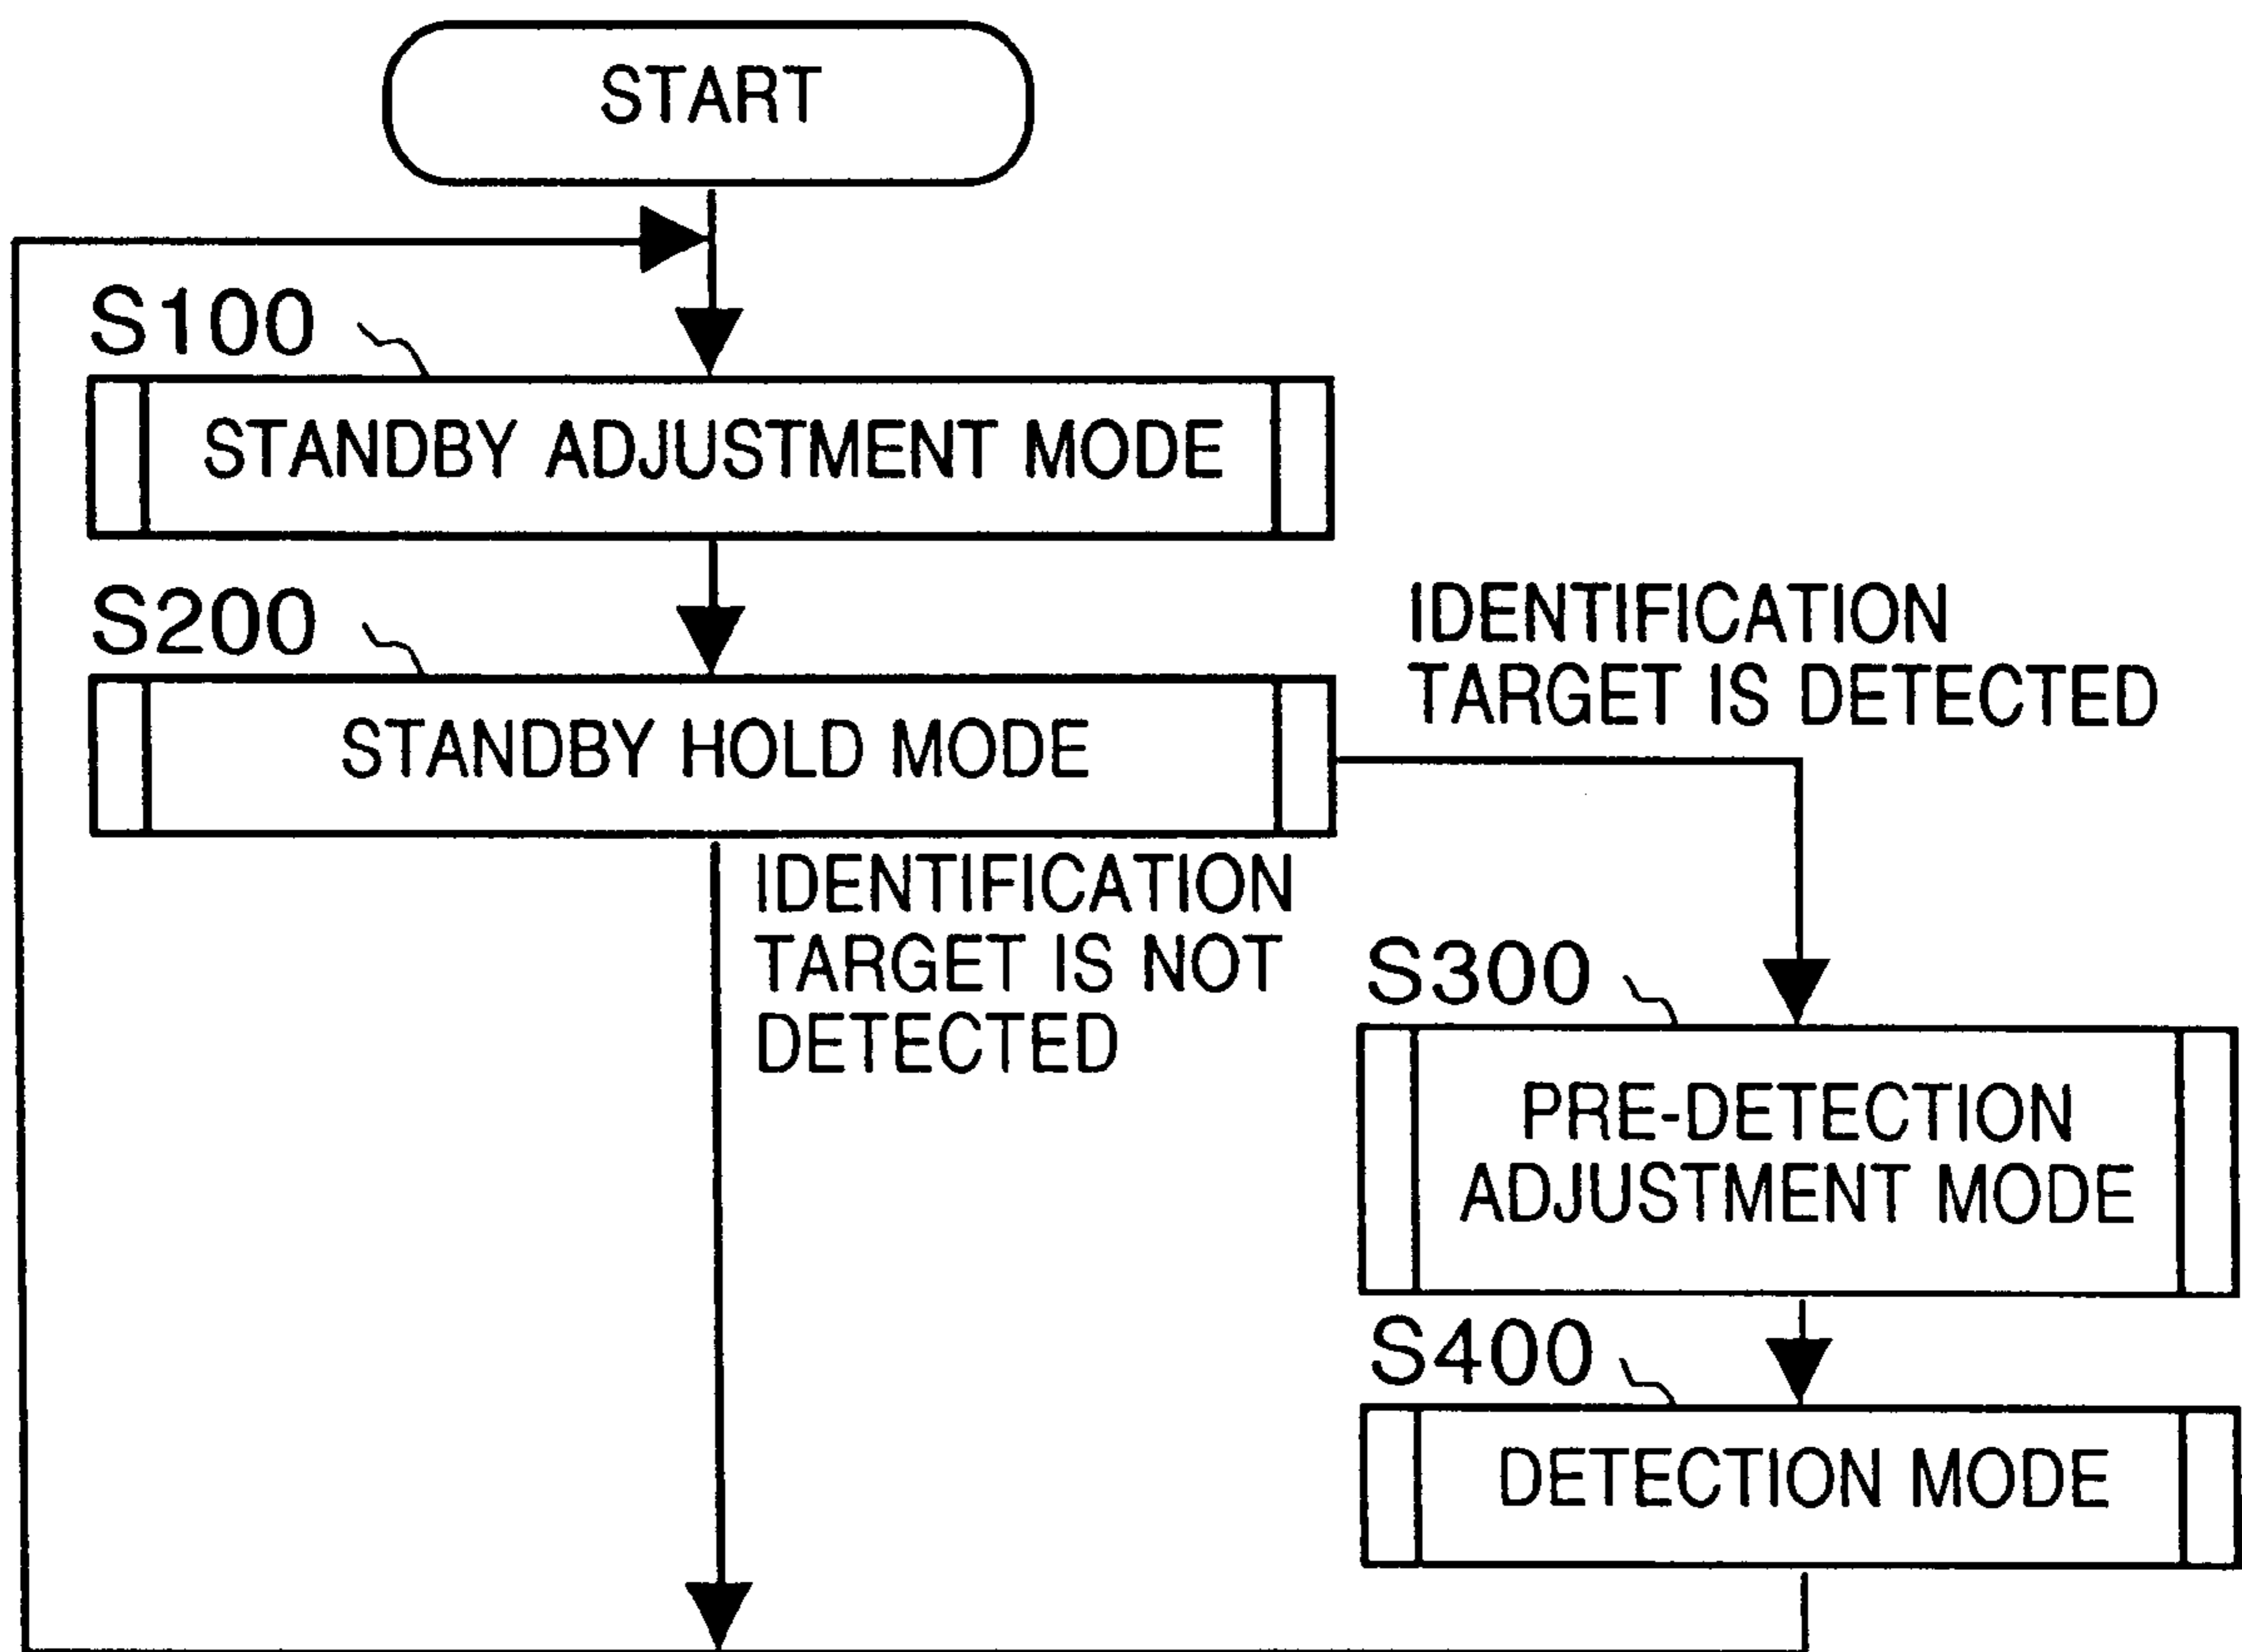 START
S100
STANDBY ADJUSTMENT MODE
S200
STANDBY HOLD MODE
IDENTIFICATION
TARGET IS DETECTED
IDENTIFICATION
TARGET IS NOT
DETECTED
S300
PRE-DETECTION
ADJUSTMENT MODE
S400
DETECTION MODE